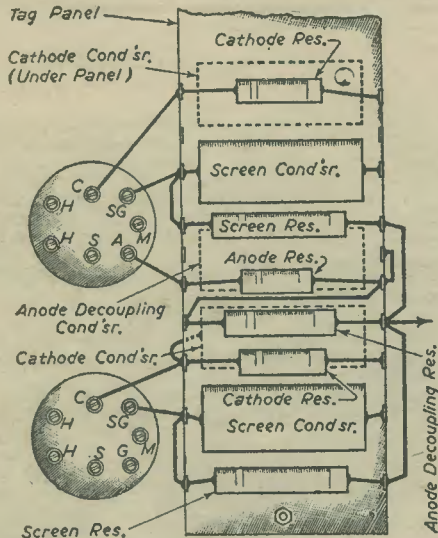 Tag Panel
Cathode Cond'sr.
(Under Panel)
Cathode Res.
Screen Cond'sr.
C
SG
H
M
H
S
A
Screen Res.
Anode Res.
Anode Decoupling
Cond'sr.
Cathode Cond'sr.
C
SG
H
M
H
S
G
Cathode Res.
Screen Cond'sr.
Screen Res.
Anode Decoupling Res.